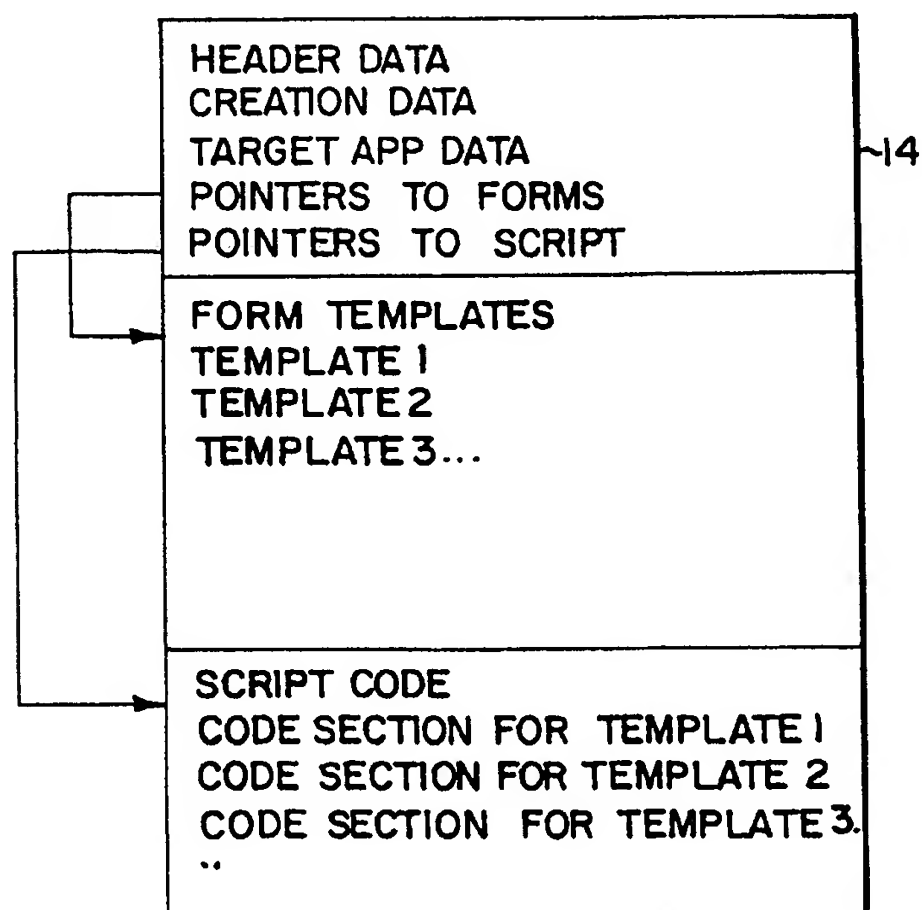 HEADER DATA
CREATION DATA
TARGET APP DATA
14
POINTERS TO FORMS
POINTERS TO SCRIPT
FORM TEMPLATES
TEMPLATE 1
TEMPLATE 2
TEMPLATE 3...
SCRIPT CODE
CODE SECTION FOR TEMPLATE 1
CODE SECTION FOR TEMPLATE 2
CODE SECTION FOR TEMPLATE 3.
..